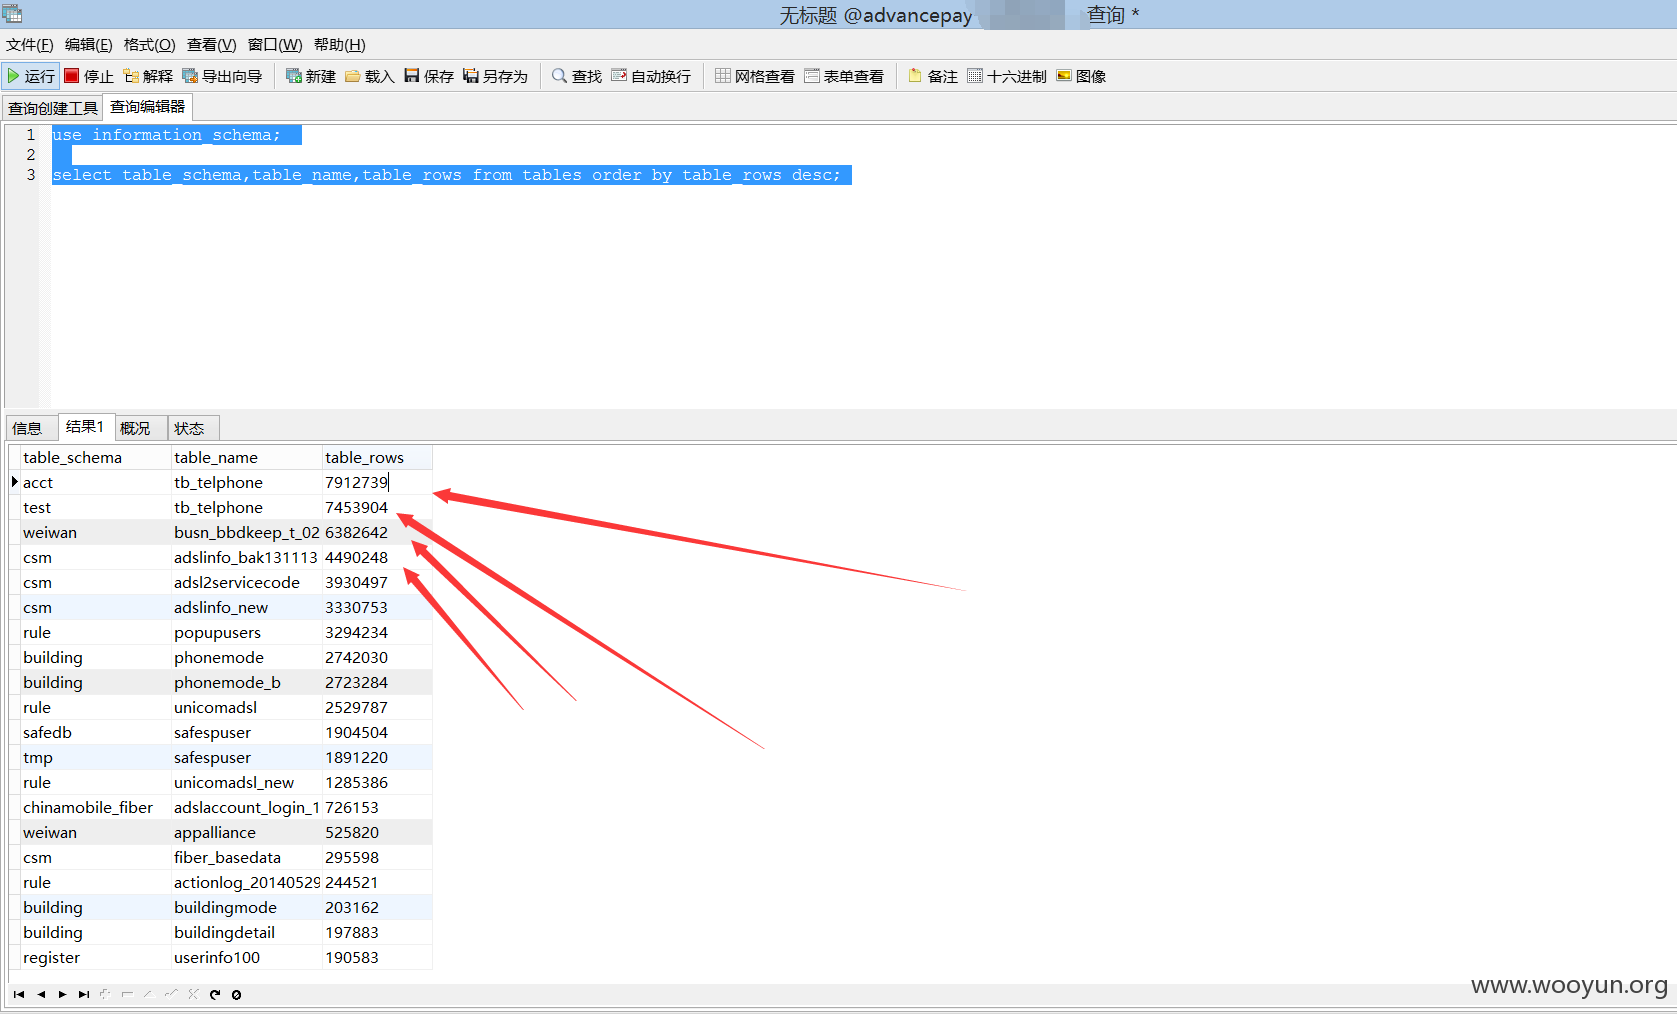 无标题 @advancepay 查询 *
文件(F) 编辑(E) 格式(O) 查看(V) 窗口(W) 帮助(H)
运行 停止 解释 导出向导 新建 载入 保存 另存为 查找 自动换行 网格查看 表单查看 备注 十六进制 图像
查询创建工具 查询编辑器
1 use information_schema;
2
3 select table_schema,table_name,table_rows from tables order by table_rows desc;
信息 结果1 概况 状态
table_schema table_name table_rows
acct tb_telphone 7912739
test tb_telphone 7453904
weiwan busn_bbdkeep_t_02 6382642
csm adslinfo_bak131113 4490248
csm adsl2servicecode 3930497
csm adslinfo_new 3330753
rule popupusers 3294234
building phonemode 2742030
building phonemode_b 2723284
rule unicomadsl 2529787
safedb safespuser 1904504
tmp safespuser 1891220
rule unicomadsl_new 1285386
chinamobile_fiber adslaccount_login_1 726153
weiwan appalliance 525820
csm fiber_basedata 295598
rule actionlog_20140529 244521
building buildingmode 203162
building buildingdetail 197883
register userinfo100 190583
www.wooyun.org